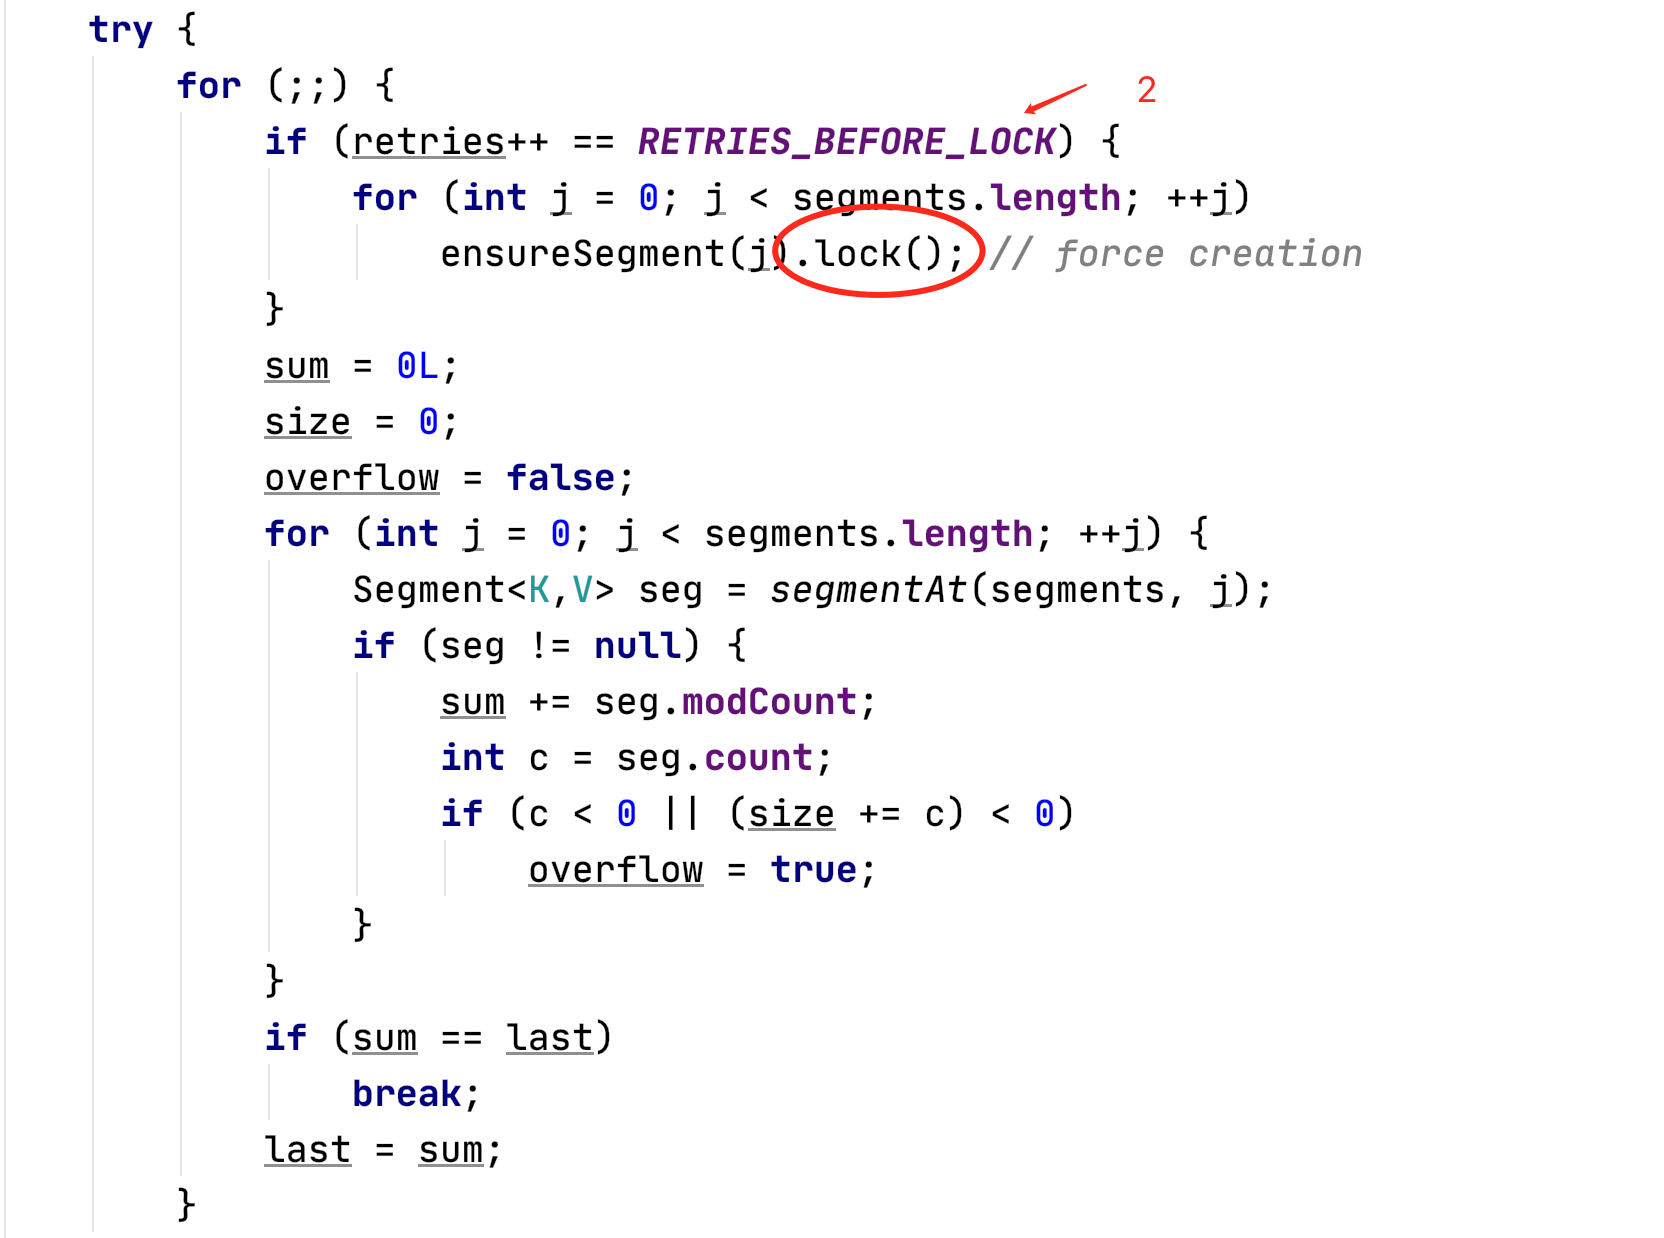 try {
for (;;) {
2
if (retries++ == RETRIES_BEFORE_LOCK) {
for (int j = 0; j < segments.length; ++j)
ensureSegment(j).lock(); // force creation
}
sum = 0L;
size = 0;
overflow = false;
for (int j = 0; j < segments.length; ++j) {
Segment<K,V> seg = segmentAt(segments, j);
if (seg != null) {
sum += seg.modCount;
int c = seg.count;
if (c < 0 || (size += c) < 0)
overflow = true;
}
}
if (sum == last)
break;
last = sum;
}